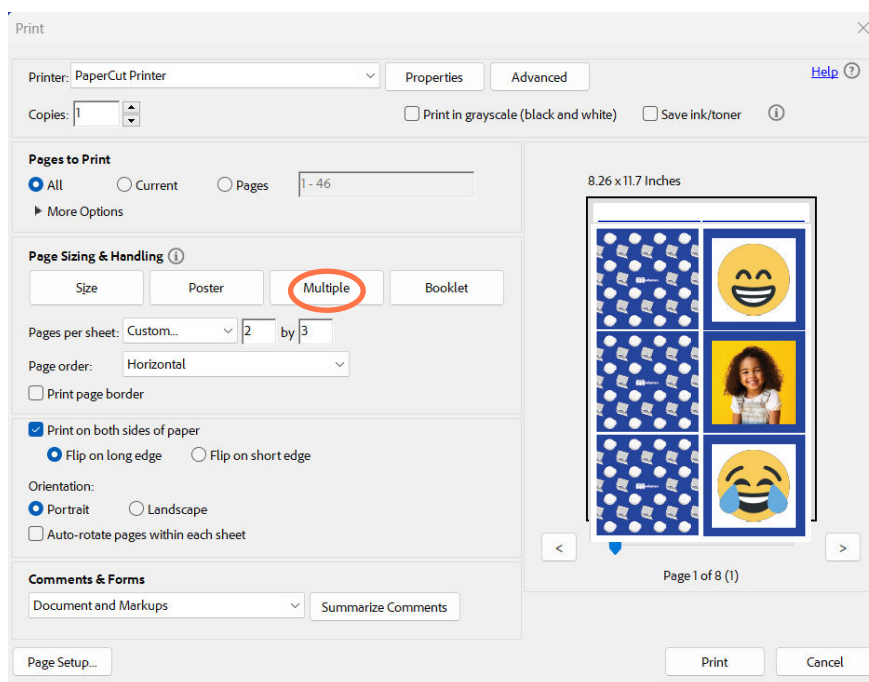 Print
Printer: PaperCut Printer Properties Advanced Help
Copies: 1 Print in grayscale (black and white) Save ink/toner
Pages to Print
All Current Pages 1 - 46
More Options
8.26 x 11.7 Inches
Page Sizing & Handling
Size Poster Multiple Booklet
Pages per sheet: Custom... 2 by 3
Page order: Horizontal
Print page border
Print on both sides of paper
Flip on long edge Flip on short edge
Orientation:
Portrait Landscape
Auto-rotate pages within each sheet
< >
Page 1 of 8 (1)
Comments & Forms
Document and Markups Summarize Comments
Page Setup... Print Cancel